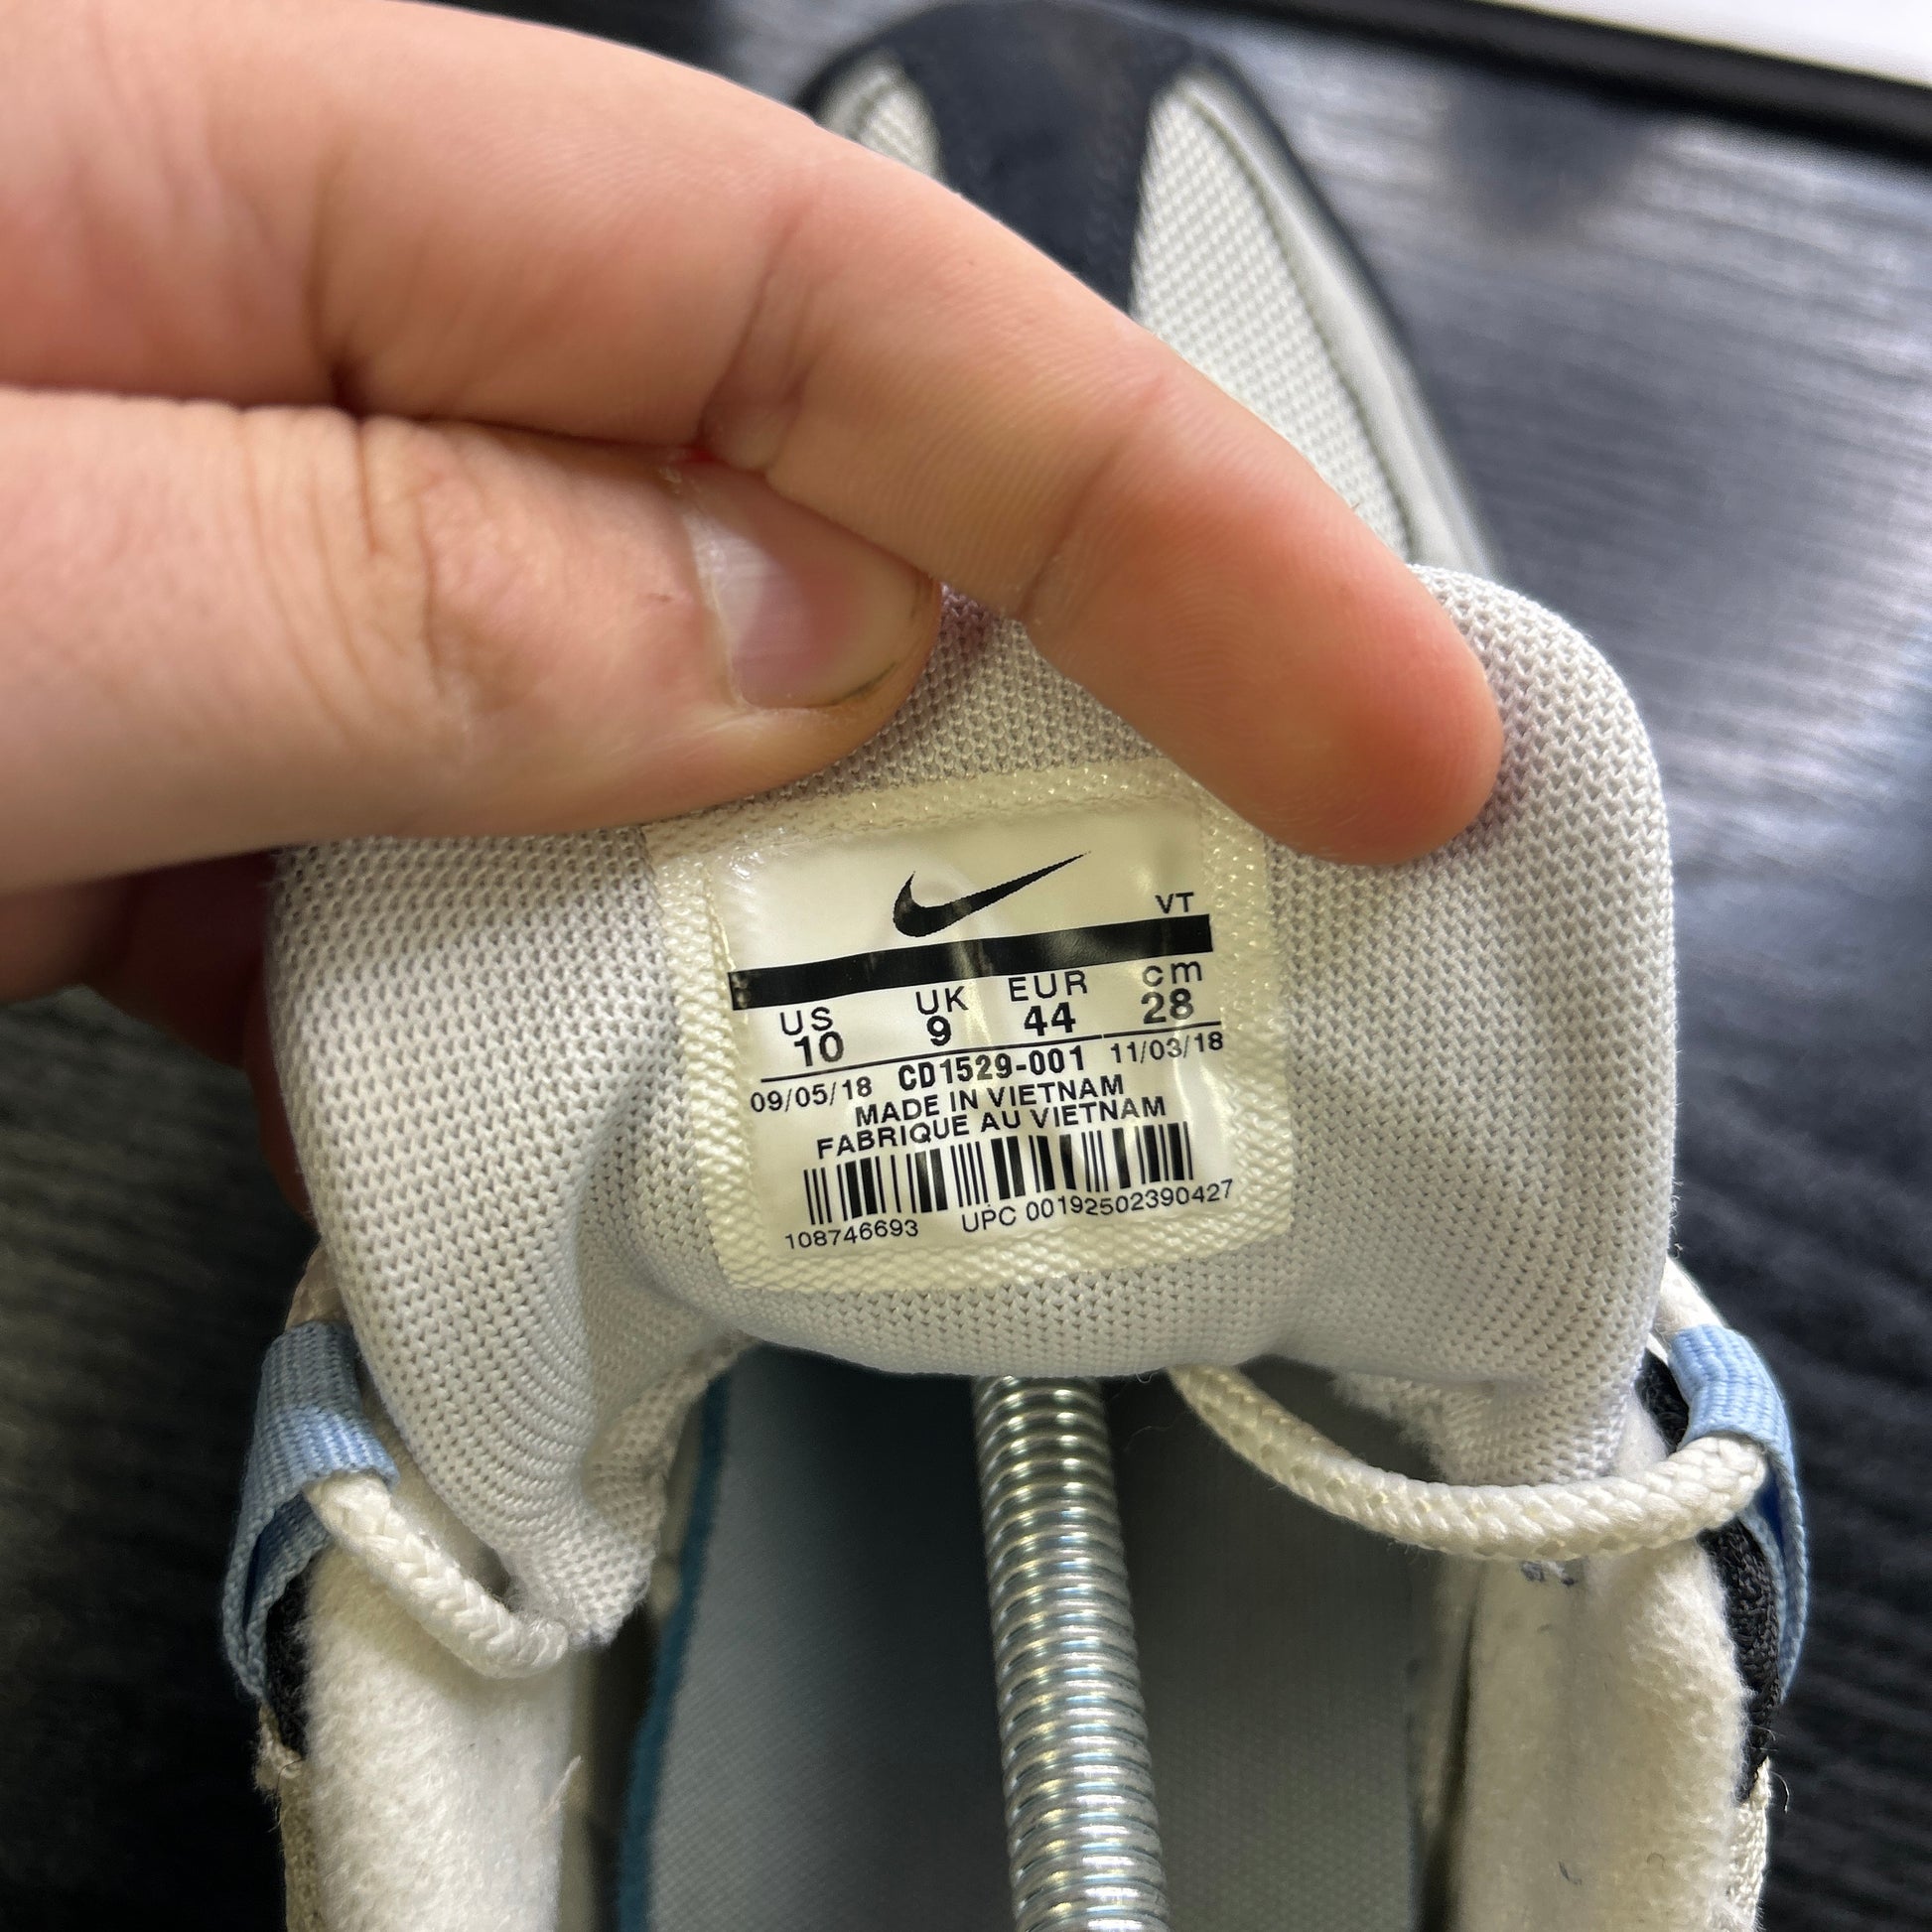 VT
US UK EUR cm
10 9 44 28
09/05/18 CD1529-001 11/03/18
MADE IN VIETNAM
FABRIQUE AU VIETNAM
108746693 UPC 00192502390427